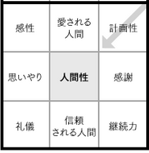 感性
愛される
人間
計画性
思いやり
人間性
感謝
礼儀
信頼
される人間
継続力